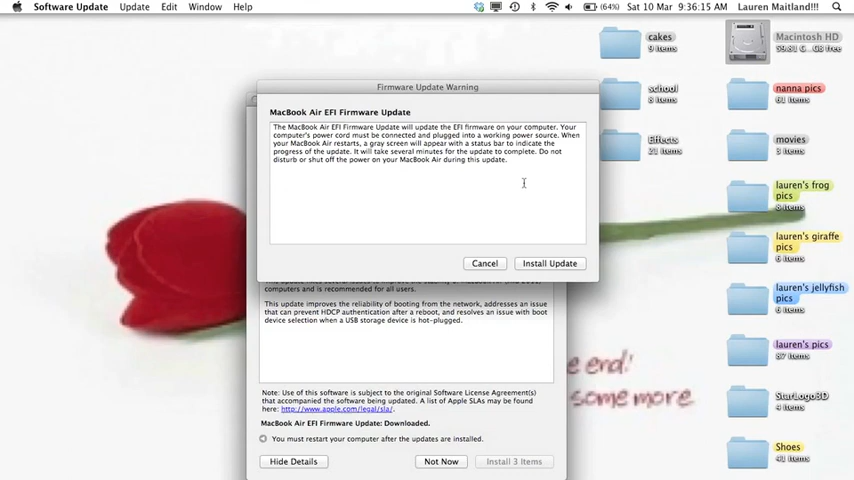 Software Update Update Edit Window Help (64%) Sat 10 Mar 9:36:15 AM Lauren Maitland!!!
cakes
9 items
Macintosh HD
school
8 items
nanna pics
61 items
Effects
21 items
movies
3 items
lauren's frog
pics
8 items
lauren's giraffe
pics
6 items
lauren's jellyfish
pics
6 items
lauren's pics
87 items
StarLogo3D
4 items
Shoes
41 items
Firmware Update Warning
MacBook Air EFI Firmware Update
The MacBook Air EFI Firmware Update will update the EFI firmware on your computer. Your
computer's power cord must be connected and plugged into a working power source. When
your MacBook Air restarts, a gray screen will appear with a status bar to indicate the
progress of the update. It will take several minutes for the update to complete. Do not
disturb or shut off the power on your MacBook Air during this update.
Cancel Install Update
computers and is recommended for all users.
This update improves the reliability of booting from the network, addresses an issue
that can prevent HDCP authentication after a reboot, and resolves an issue with boot
device selection when a USB storage device is hot-plugged.
Note: Use of this software is subject to the original Software License Agreement(s)
that accompanied the software being updated. A list of Apple SLAs may be found
here: http://www.apple.com/legal/sla/.
MacBook Air EFI Firmware Update: Downloaded.
You must restart your computer after the updates are installed.
Hide Details Not Now Install 3 Items
e end!'
some more